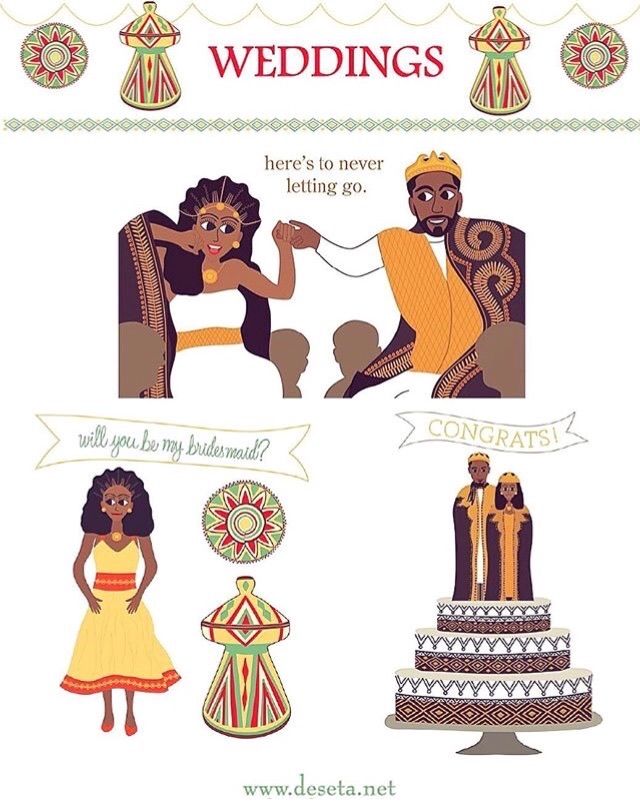 WEDDINGS
here's to never
letting go.
will you be my bridesmaid?
CONGRATS!
www.deseta.net